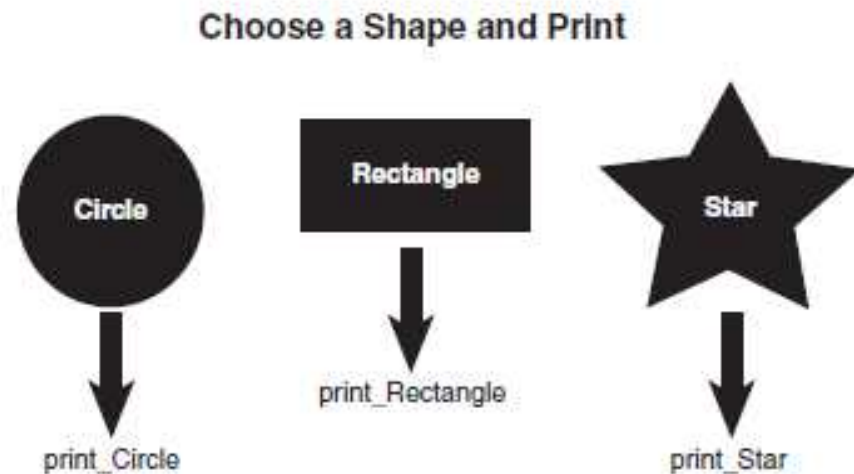 Choose a Shape and Print
Circle
Rectangle
Star
print_Circle
print_Rectangle
print_Star